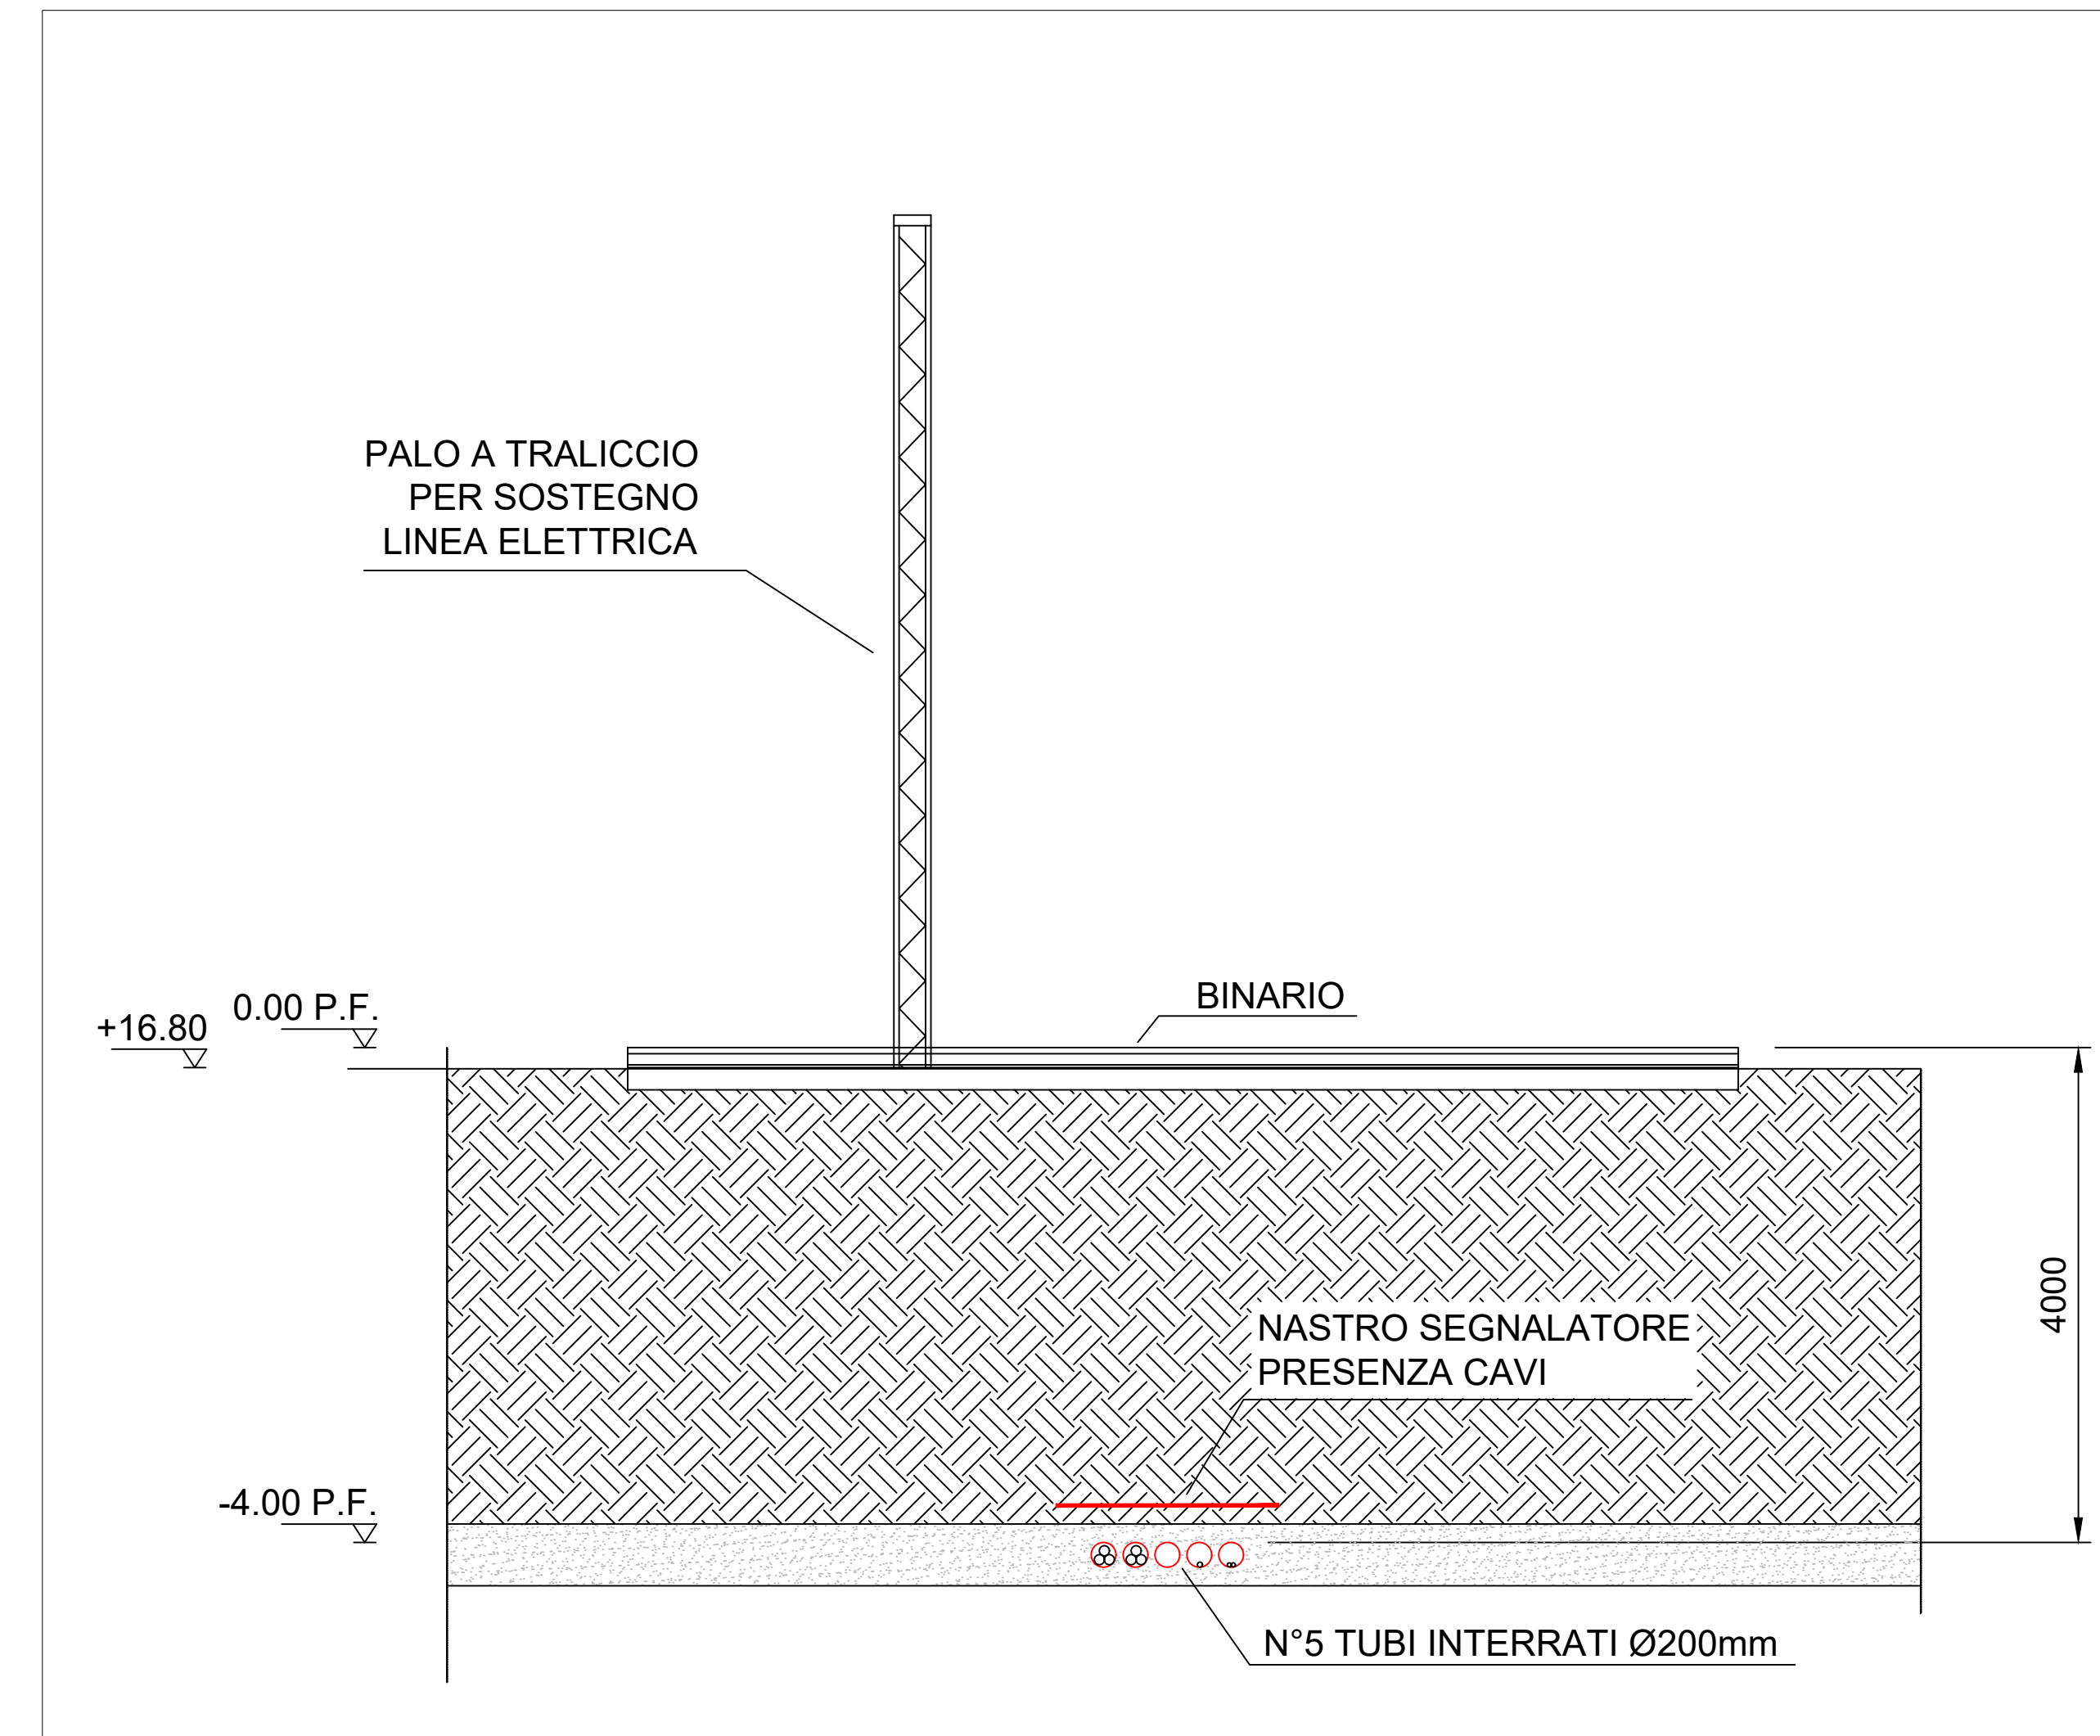 PALO A TRALICCIO
PER SOSTEGNO
LINEA ELETTRICA
BINARIO
0.00 P.F.
+16.80
4000
NASTRO SEGNALATORE
PRESENZA CAVI
-4.00 P.F.
N°5 TUBI INTERRATI Ø200mm